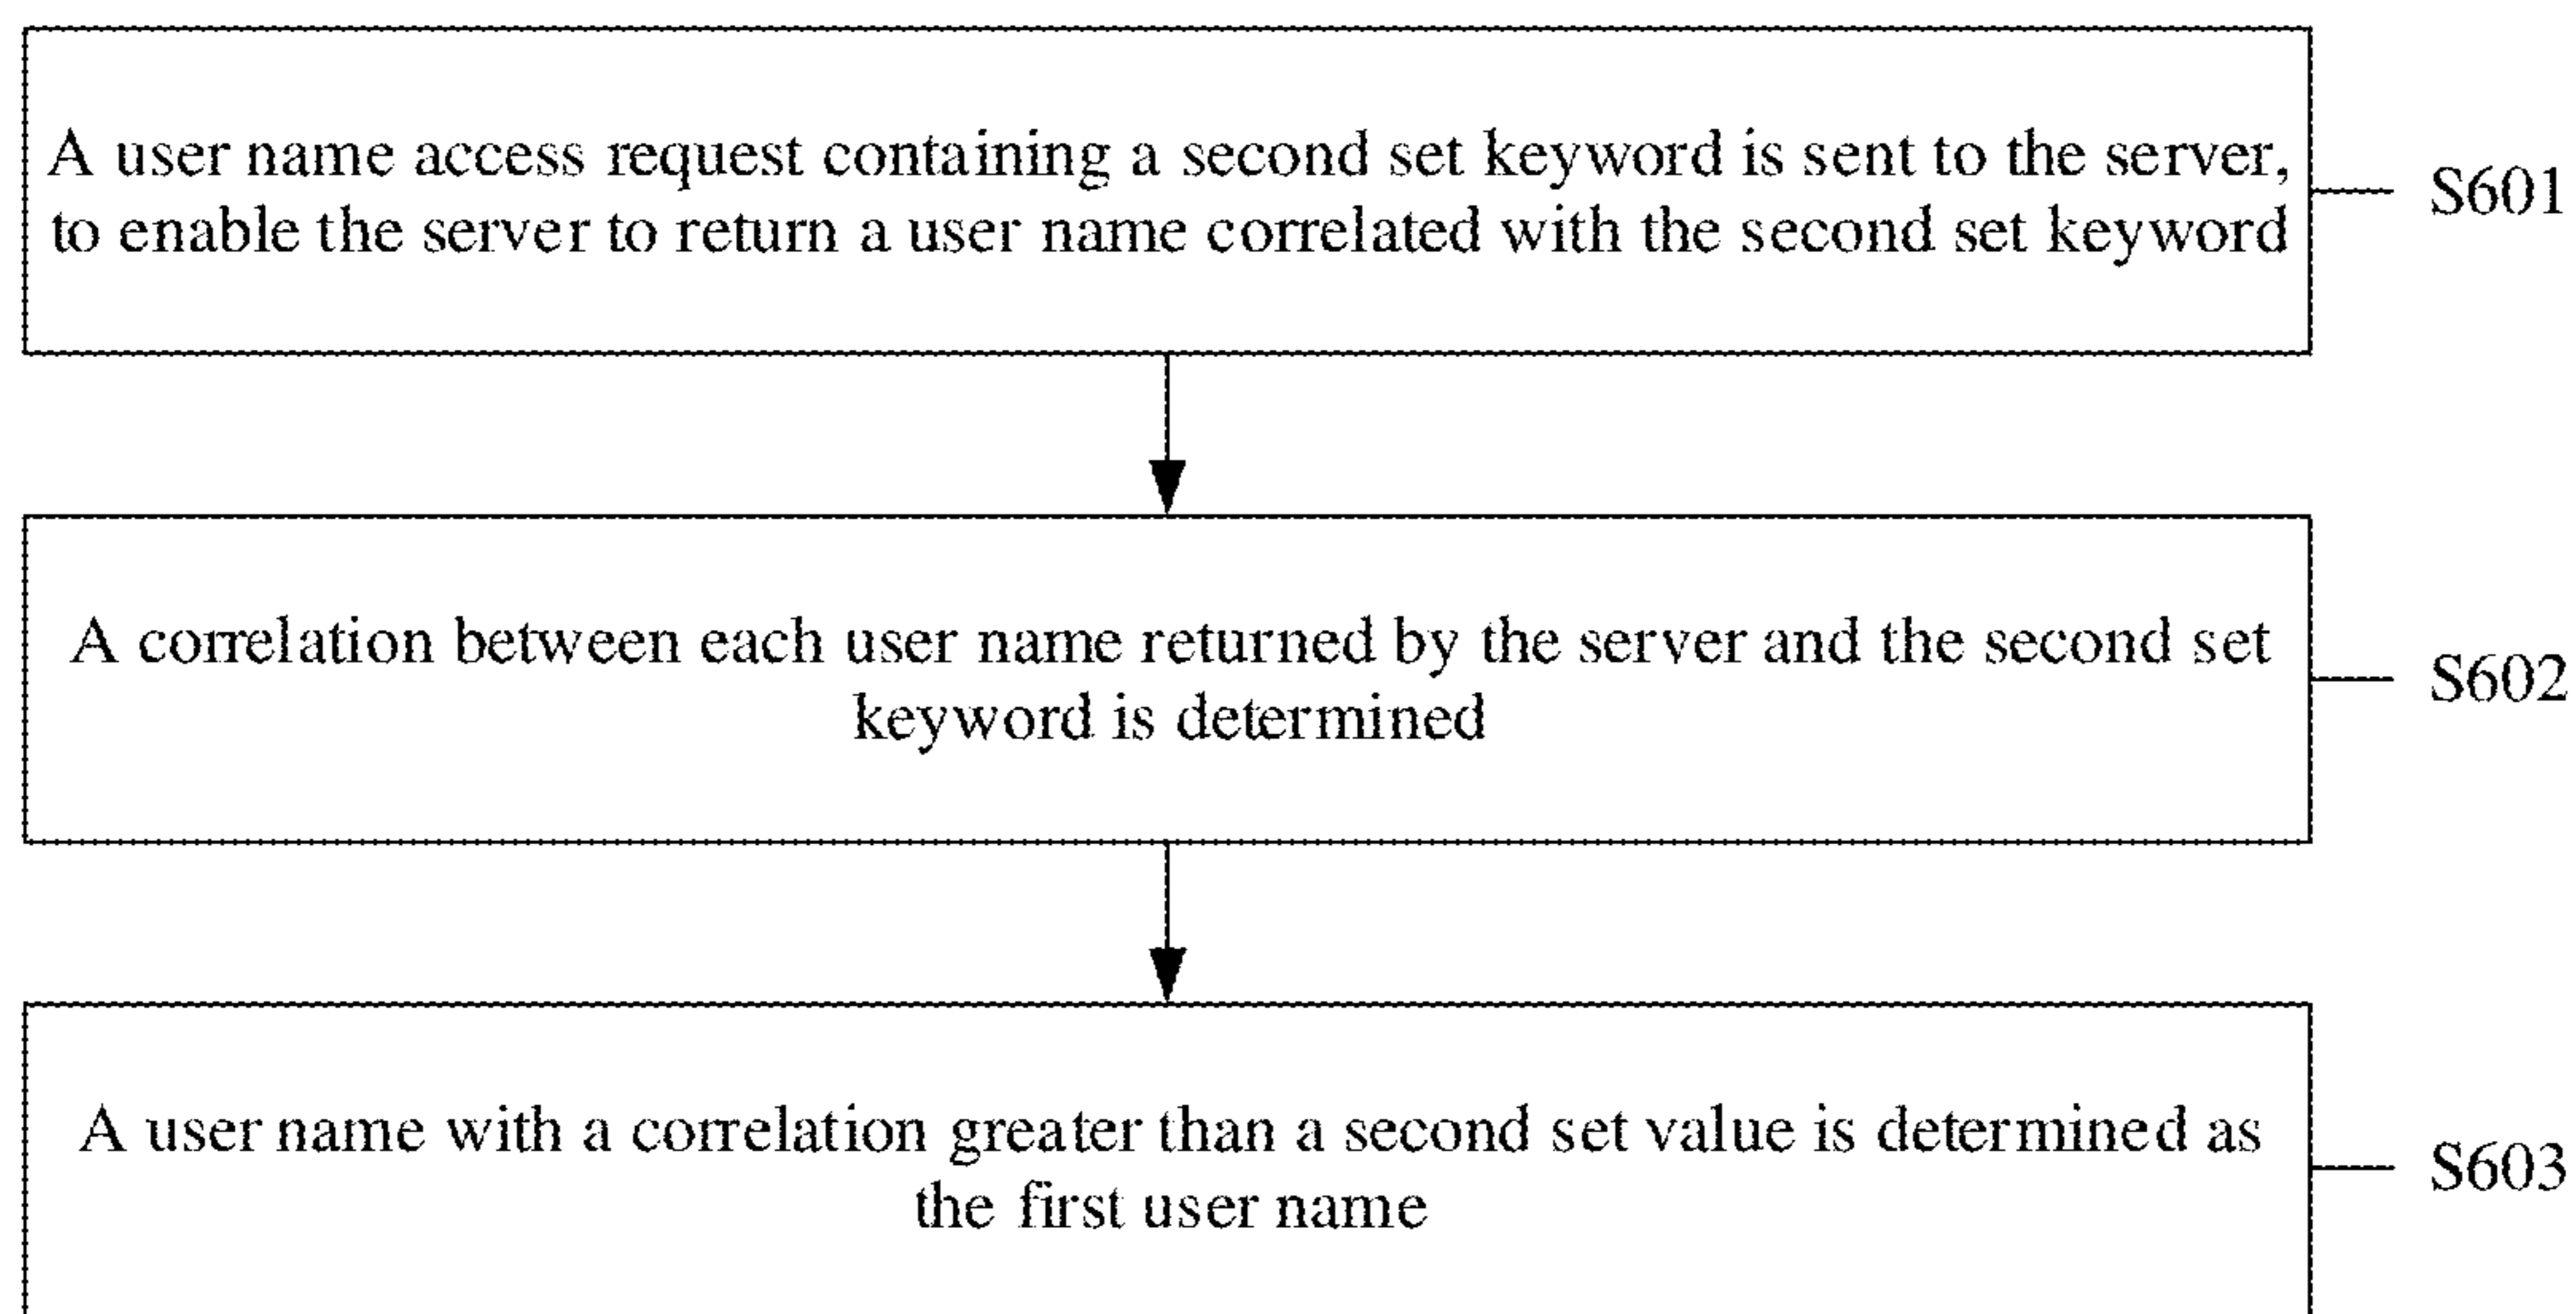 A user name access request containing a second set keyword is sent to the server,
to enable the server to return a user name correlated with the second set keyword
S601
A correlation between each user name returned by the server and the second set
keyword is determined
S602
A user name with a correlation greater than a second set value is determined as
the first user name
S603